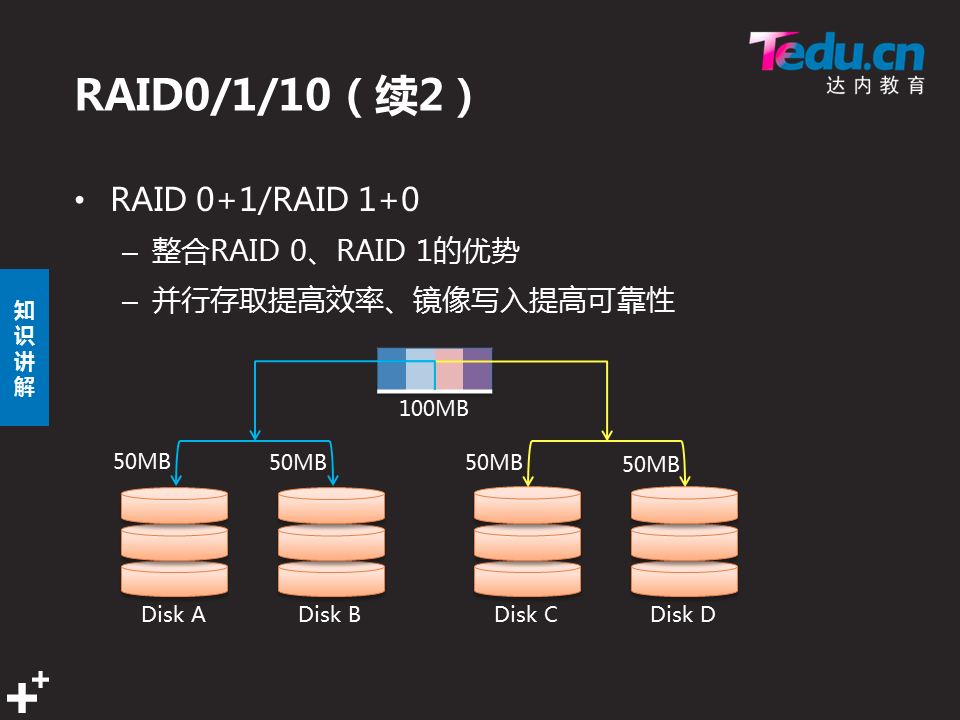 Tedu.cn
达内教育
RAID0/1/10（续2）
• RAID 0+1/RAID 1+0
– 整合RAID 0、RAID 1的优势
– 并行存取提高效率、镜像写入提高可靠性
知识讲解
100MB
50MB 50MB 50MB 50MB
Disk A Disk B Disk C Disk D